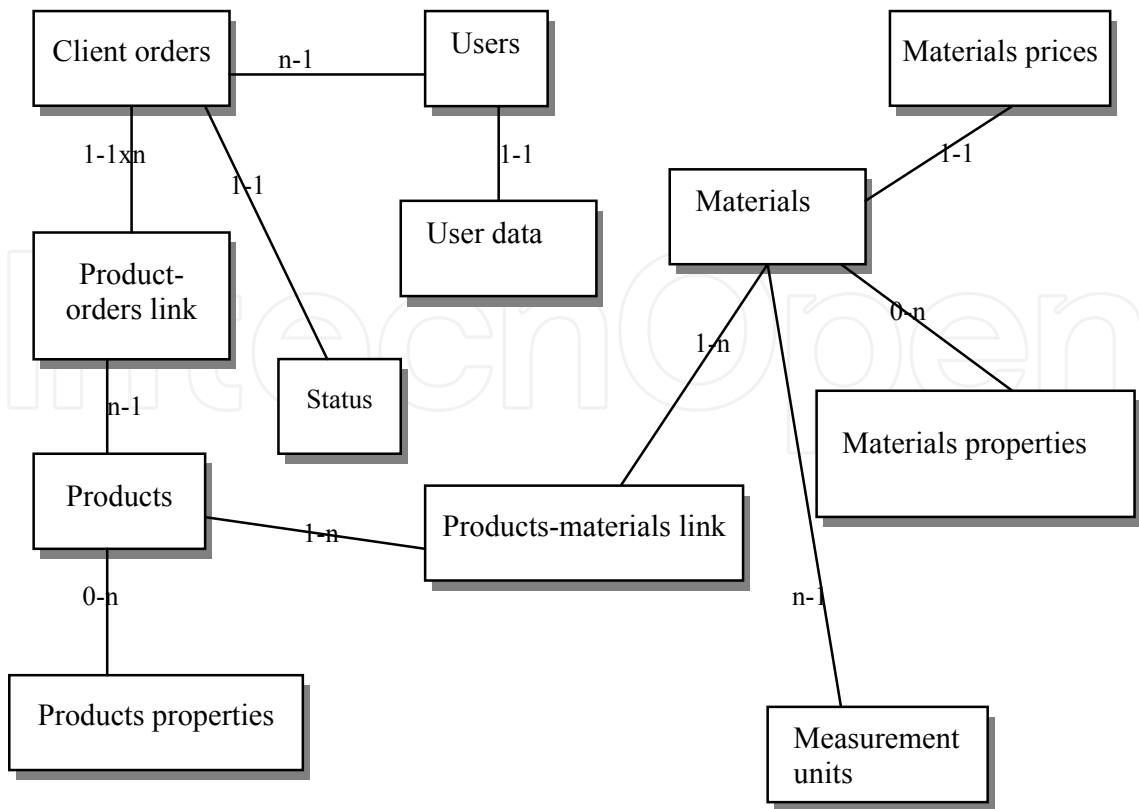 Client orders
n-1
Users
Materials prices
1-1xn
1-1
1-1
1-1
Materials
User data
Product-
orders link
0-n
1-n
IntechOpen
Status
n-1
Materials properties
Products
Products-materials link
1-n
0-n
n-1
Products properties
Measurement
units